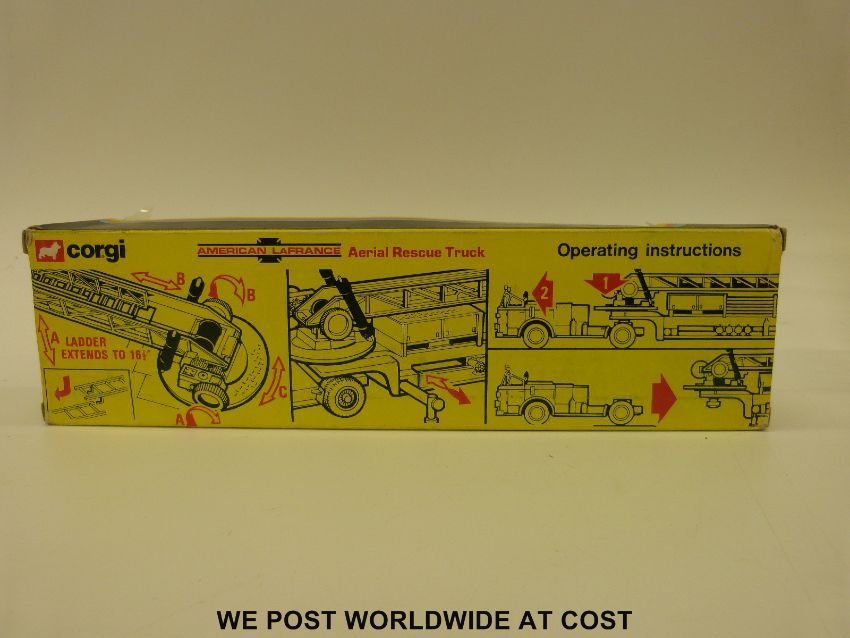 corgi
AMERICAN LaFRANCE Aerial Rescue Truck
Operating instructions
B
B
2
1
A LADDER
EXTENDS TO 16½"
C
A
WE POST WORLDWIDE AT COST